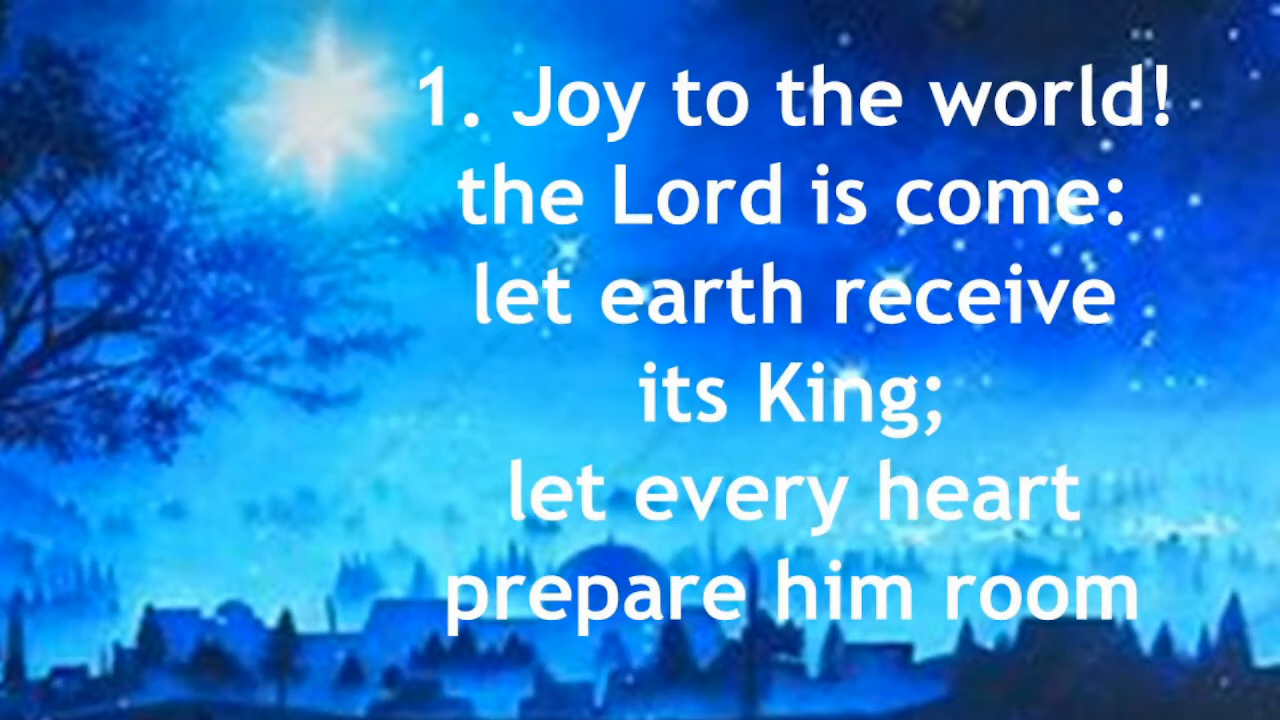 1. Joy to the world!
the Lord is come:
let earth receive
its King;
let every heart
prepare him room